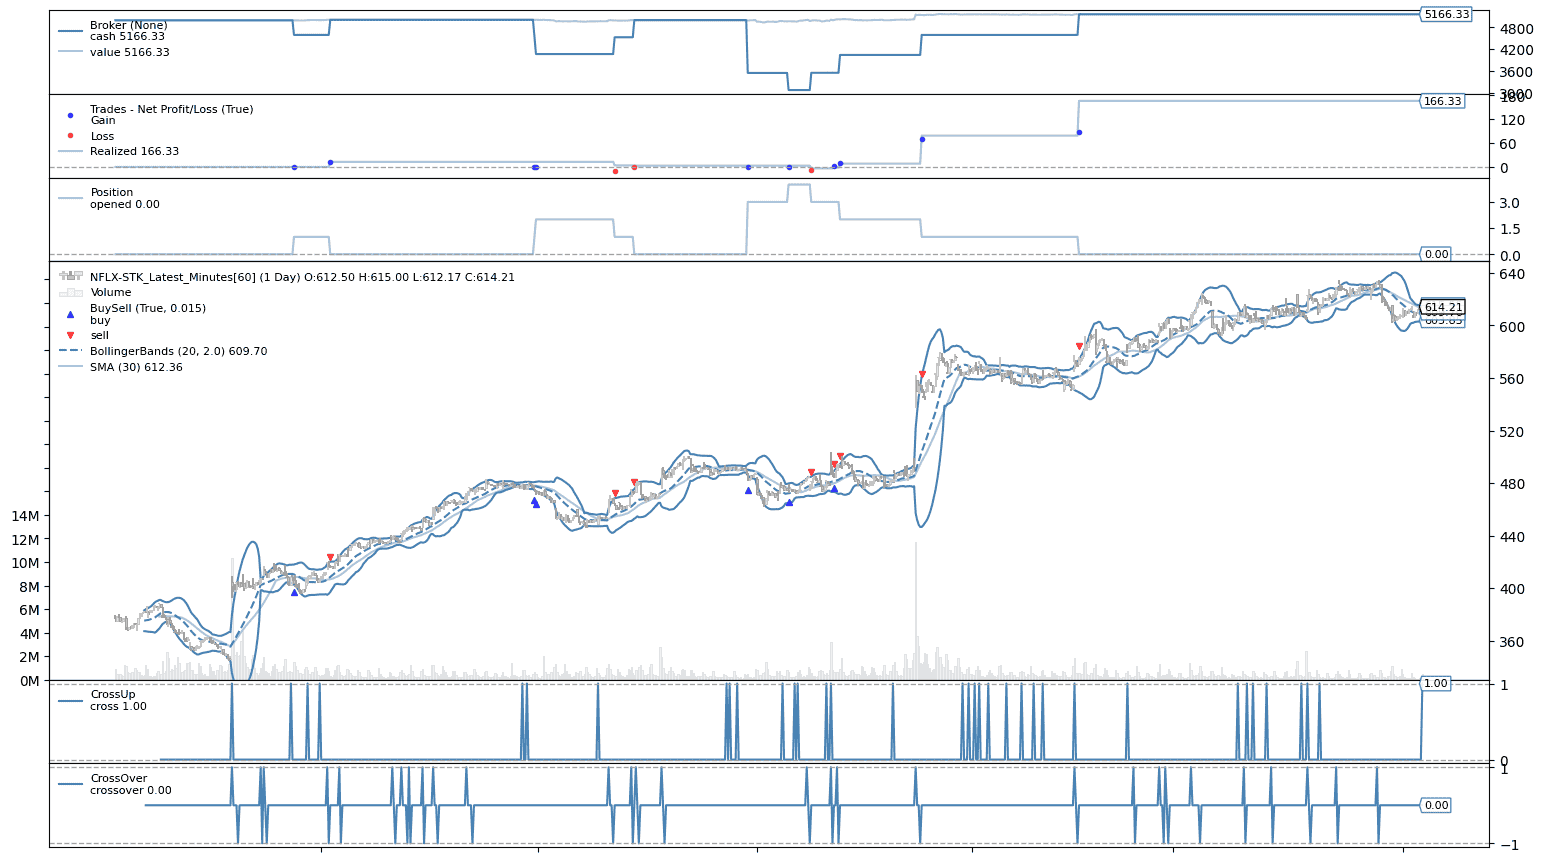 Broker (None)
cash 5166.33
value 5166.33
5166.33
4800
4200
3600
3000
Trades - Net Profit/Loss (True)
Gain
Loss
Realized 166.33
180
166.33
120
60
0
Position
opened 0.00
3.0
1.5
0.0
0.00
NFLX-STK_Latest_Minutes[60] (1 Day) O:612.50 H:615.00 L:612.17 C:614.21
Volume
BuySell (True, 0.015)
buy
sell
BollingerBands (20, 2.0) 609.70
SMA (30) 612.36
640
614.21
600
560
520
480
440
400
360
14M
12M
10M
8M
6M
4M
2M
0M
CrossUp
cross 1.00
1.00
1
0
CrossOver
crossover 0.00
1
0.00
−1